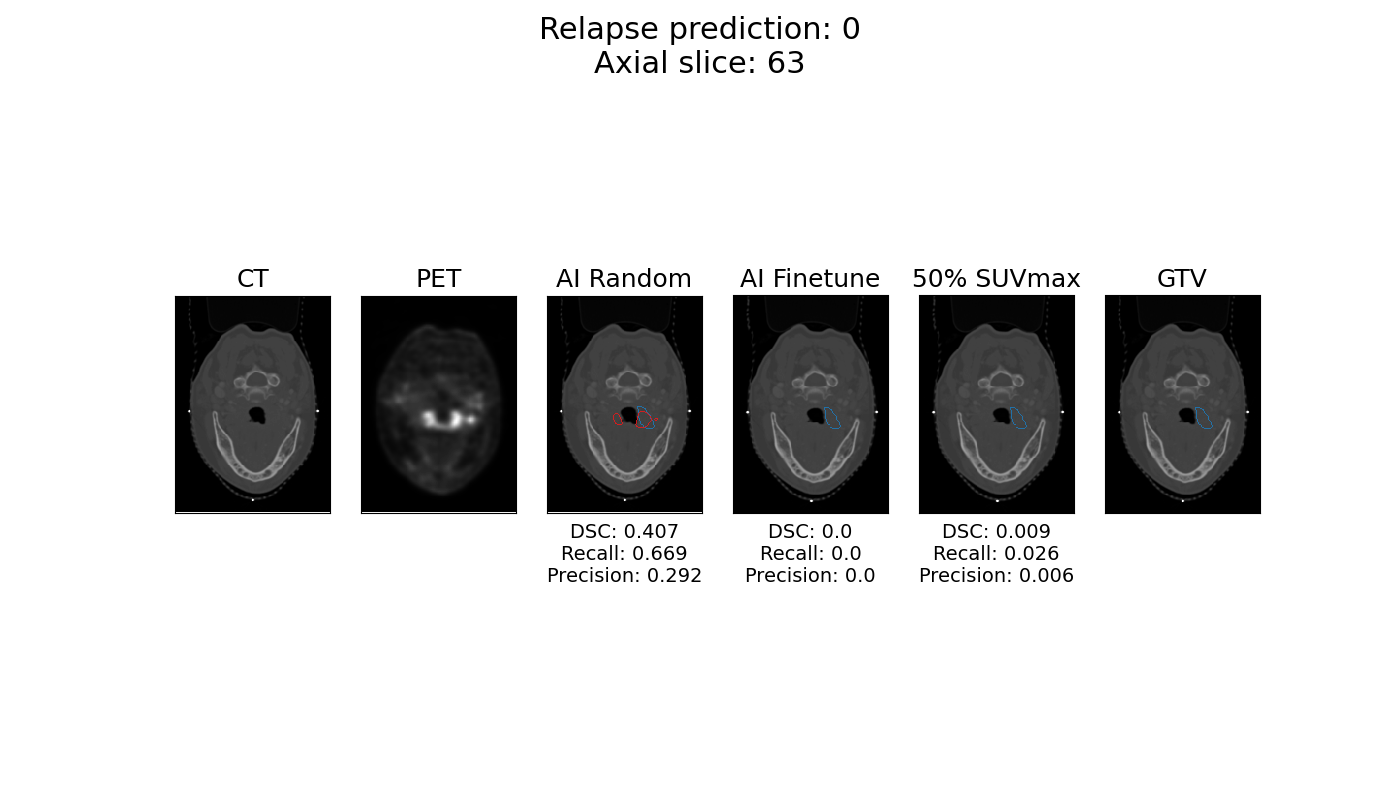 Relapse prediction: 0
Axial slice: 63
CT
PET
AI Random
AI Finetune
50% SUVmax
GTV
DSC: 0.407
Recall: 0.669
Precision: 0.292
DSC: 0.0
Recall: 0.0
Precision: 0.0
DSC: 0.009
Recall: 0.026
Precision: 0.006